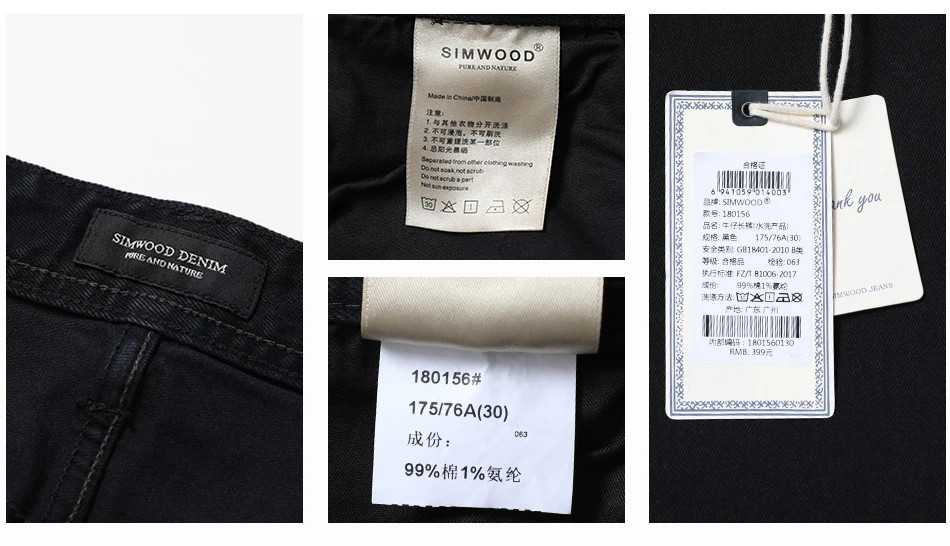 SIMWOOD DENIM
PURE AND NATURE
SIMWOOD®
PURE AND NATURE
Made in China/中国制造
注意:
1. 与其他衣物分开洗涤
2. 不可浸泡, 不可刷洗
3. 不可重搓洗某一部位
4. 忌阳光暴晒
Separated from other clothing washing
Do not soak,not scrub
Do not scrub a part
Not sun exposure
30
180156#
175/76A(30)
成份:
063
99%棉1%氨纶
合格证
6 941059 014003
品牌: SIMWOOD®
款号: 180156
品名: 牛仔长裤(水洗产品)
规格: 黑色 175/76A(30)
安全类别: GB18401-2010 B类
等级: 合格品 检验: 063
执行标准: FZ/T 81006-2017
成份: 99%棉1%氨纶
洗涤方法:
产地: 广东 广州
内部编码: 1801560130
RMB: 399元
you
SIMWOOD JEANS